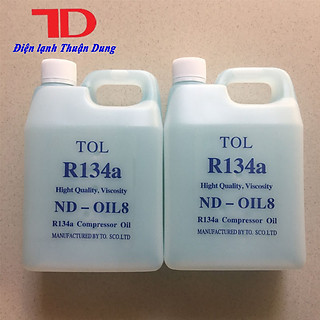 TD
Điện lạnh Thuận Dung
TOL
R134a
Hight Quality, Viscosity
ND - OIL8
R134a Compressor Oil
MANUFACTURED BY TO. SCO.LTD
TOL
R134a
Hight Quality, Viscosity
ND - OIL8
R134a Compressor Oil
MANUFACTURED BY TO. SCO.LTD